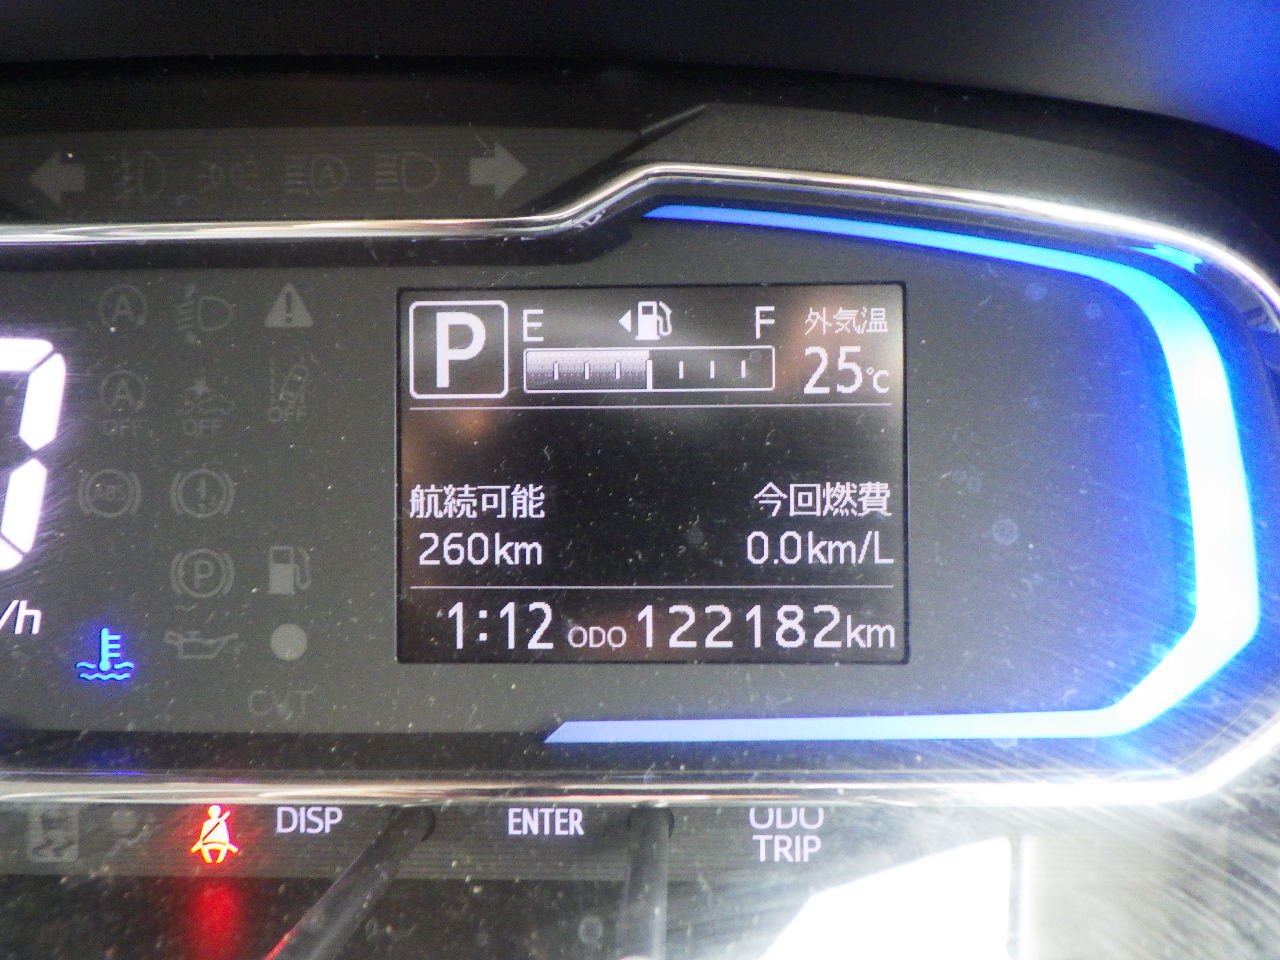 P
E F
外気温
25℃
航続可能
今回燃費
260km
0.0km/L
1:12 ODO 122182km
/h
A
A
OFF
OFF
OFF
ABS
P
CVT
DISP
ENTER
ODO
TRIP